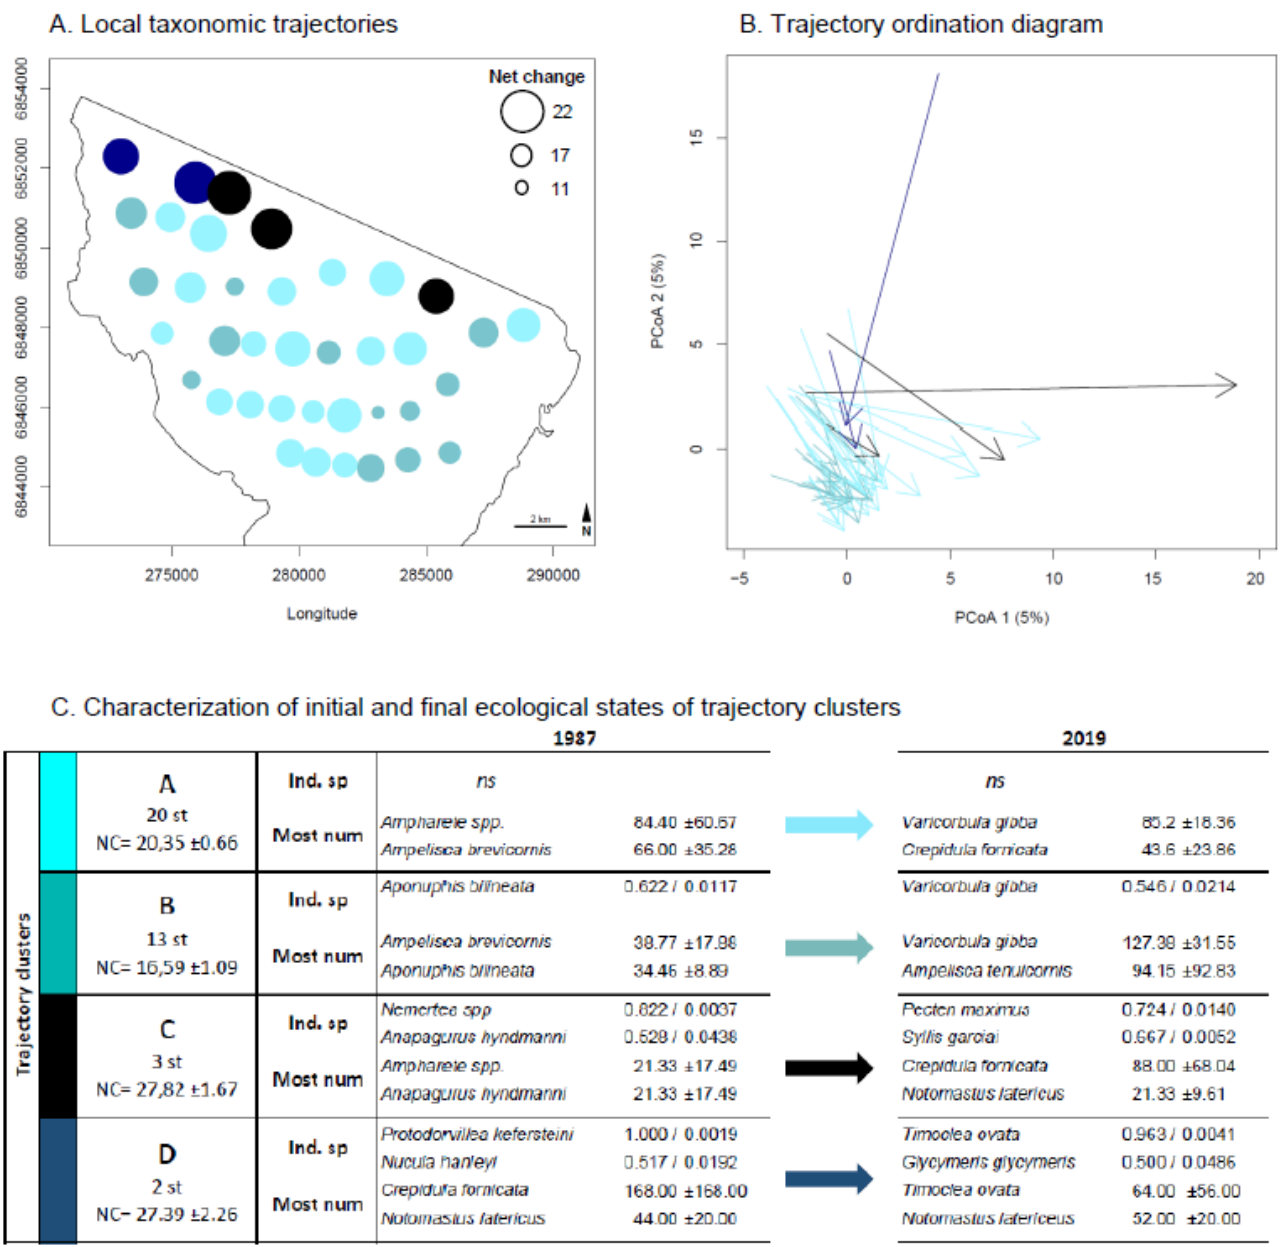 A. Local taxonomic trajectories
B. Trajectory ordination diagram
Net change
22
17
11
6854000
6852000
6850000
6848000
6846000
6844000
2 km
N
275000 280000 285000 290000
Longitude
15
10
5
0
PCoA 2 (5%)
−5 0 5 10 15 20
PCoA 1 (5%)
C. Characterization of initial and final ecological states of trajectory clusters
1987 2019
Trajectory clusters
A
20 st
NC= 20,35 ±0.66
Ind. sp ns ns
Most num
Ampharete spp. 84.40 ±60.67 Varicorbula gibba 85.2 ±18.36
Ampelisca brevicornis 66.00 ±35.28 Crepidula fornicata 43.6 ±23.86
B
13 st
NC= 16,59 ±1.09
Ind. sp
Aponuphis bilineata 0.622 / 0.0117 Varicorbula gibba 0.546 / 0.0214
Most num
Ampelisca brevicornis 38.77 ±17.88 Varicorbula gibba 127.38 ±31.55
Aponuphis bilineata 34.46 ±8.89 Ampelisca tenuicornis 94.15 ±92.83
C
3 st
NC= 27,82 ±1.67
Ind. sp
Nemertea spp 0.822 / 0.0037 Pecten maximus 0.724 / 0.0140
Anapagurus hyndmanni 0.528 / 0.0438 Syllis garciai 0.667 / 0.0052
Most num
Ampharete spp. 21.33 ±17.49 Crepidula fornicata 88.00 ±68.04
Anapagurus hyndmanni 21.33 ±17.49 Notomastus latericus 21.33 ±9.61
D
2 st
NC= 27.39 ±2.26
Ind. sp
Protodorvillea kefersteini 1.000 / 0.0019 Timoclea ovata 0.963 / 0.0041
Nucula hanleyi 0.517 / 0.0192 Glycymeris glycymeris 0.500 / 0.0486
Most num
Crepidula fornicata 168.00 ±168.00 Timoclea ovata 64.00 ±56.00
Notomastus latericus 44.00 ±20.00 Notomastus latericeus 52.00 ±20.00